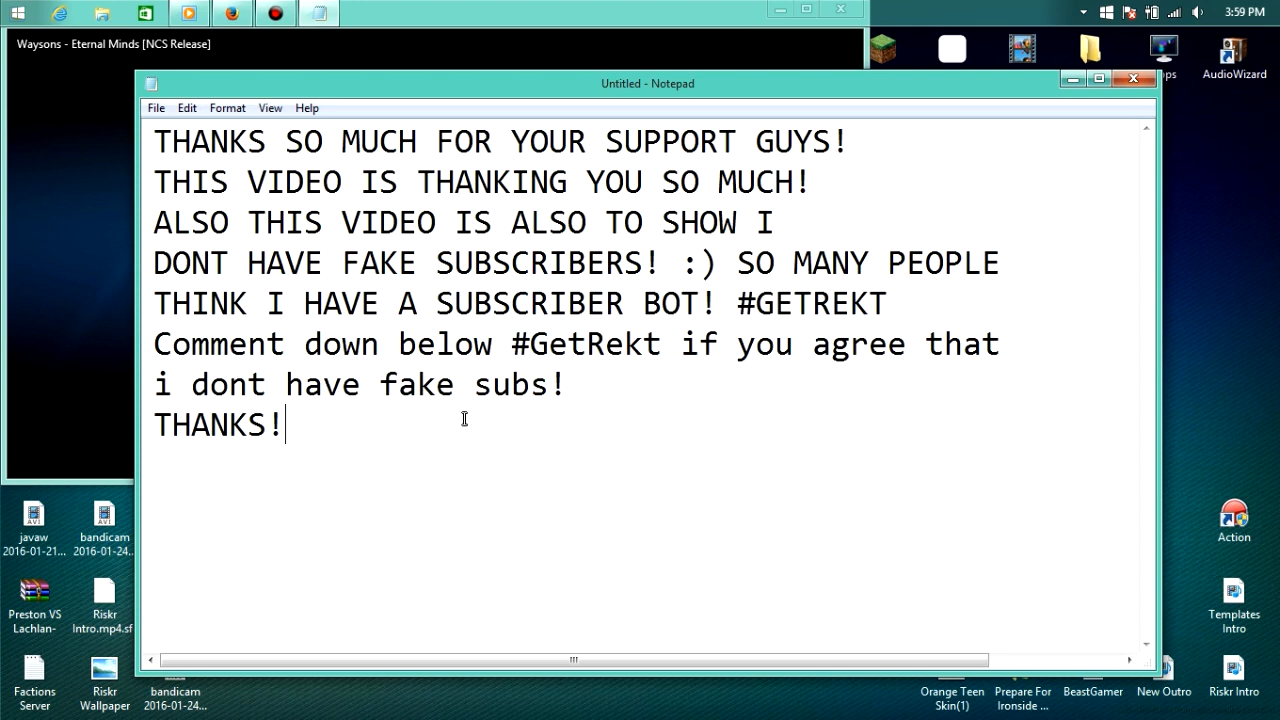 3:59 PM
Waysons - Eternal Minds [NCS Release]
ps
AudioWizard
Untitled - Notepad
File Edit Format View Help
THANKS SO MUCH FOR YOUR SUPPORT GUYS!
THIS VIDEO IS THANKING YOU SO MUCH!
ALSO THIS VIDEO IS ALSO TO SHOW I
DONT HAVE FAKE SUBSCRIBERS! :) SO MANY PEOPLE
THINK I HAVE A SUBSCRIBER BOT! #GETREKT
Comment down below #GetRekt if you agree that
i dont have fake subs!
THANKS!
javaw
2016-01-21...
bandicam
2016-01-24...
Action
Preston VS
Lachlan-
Riskr
Intro.mp4.sf
Templates
Intro
Factions
Server
Riskr
Wallpaper
bandicam
2016-01-24...
Orange Teen
Skin(1)
Prepare For
Ironside ...
BeastGamer
New Outro
Riskr Intro